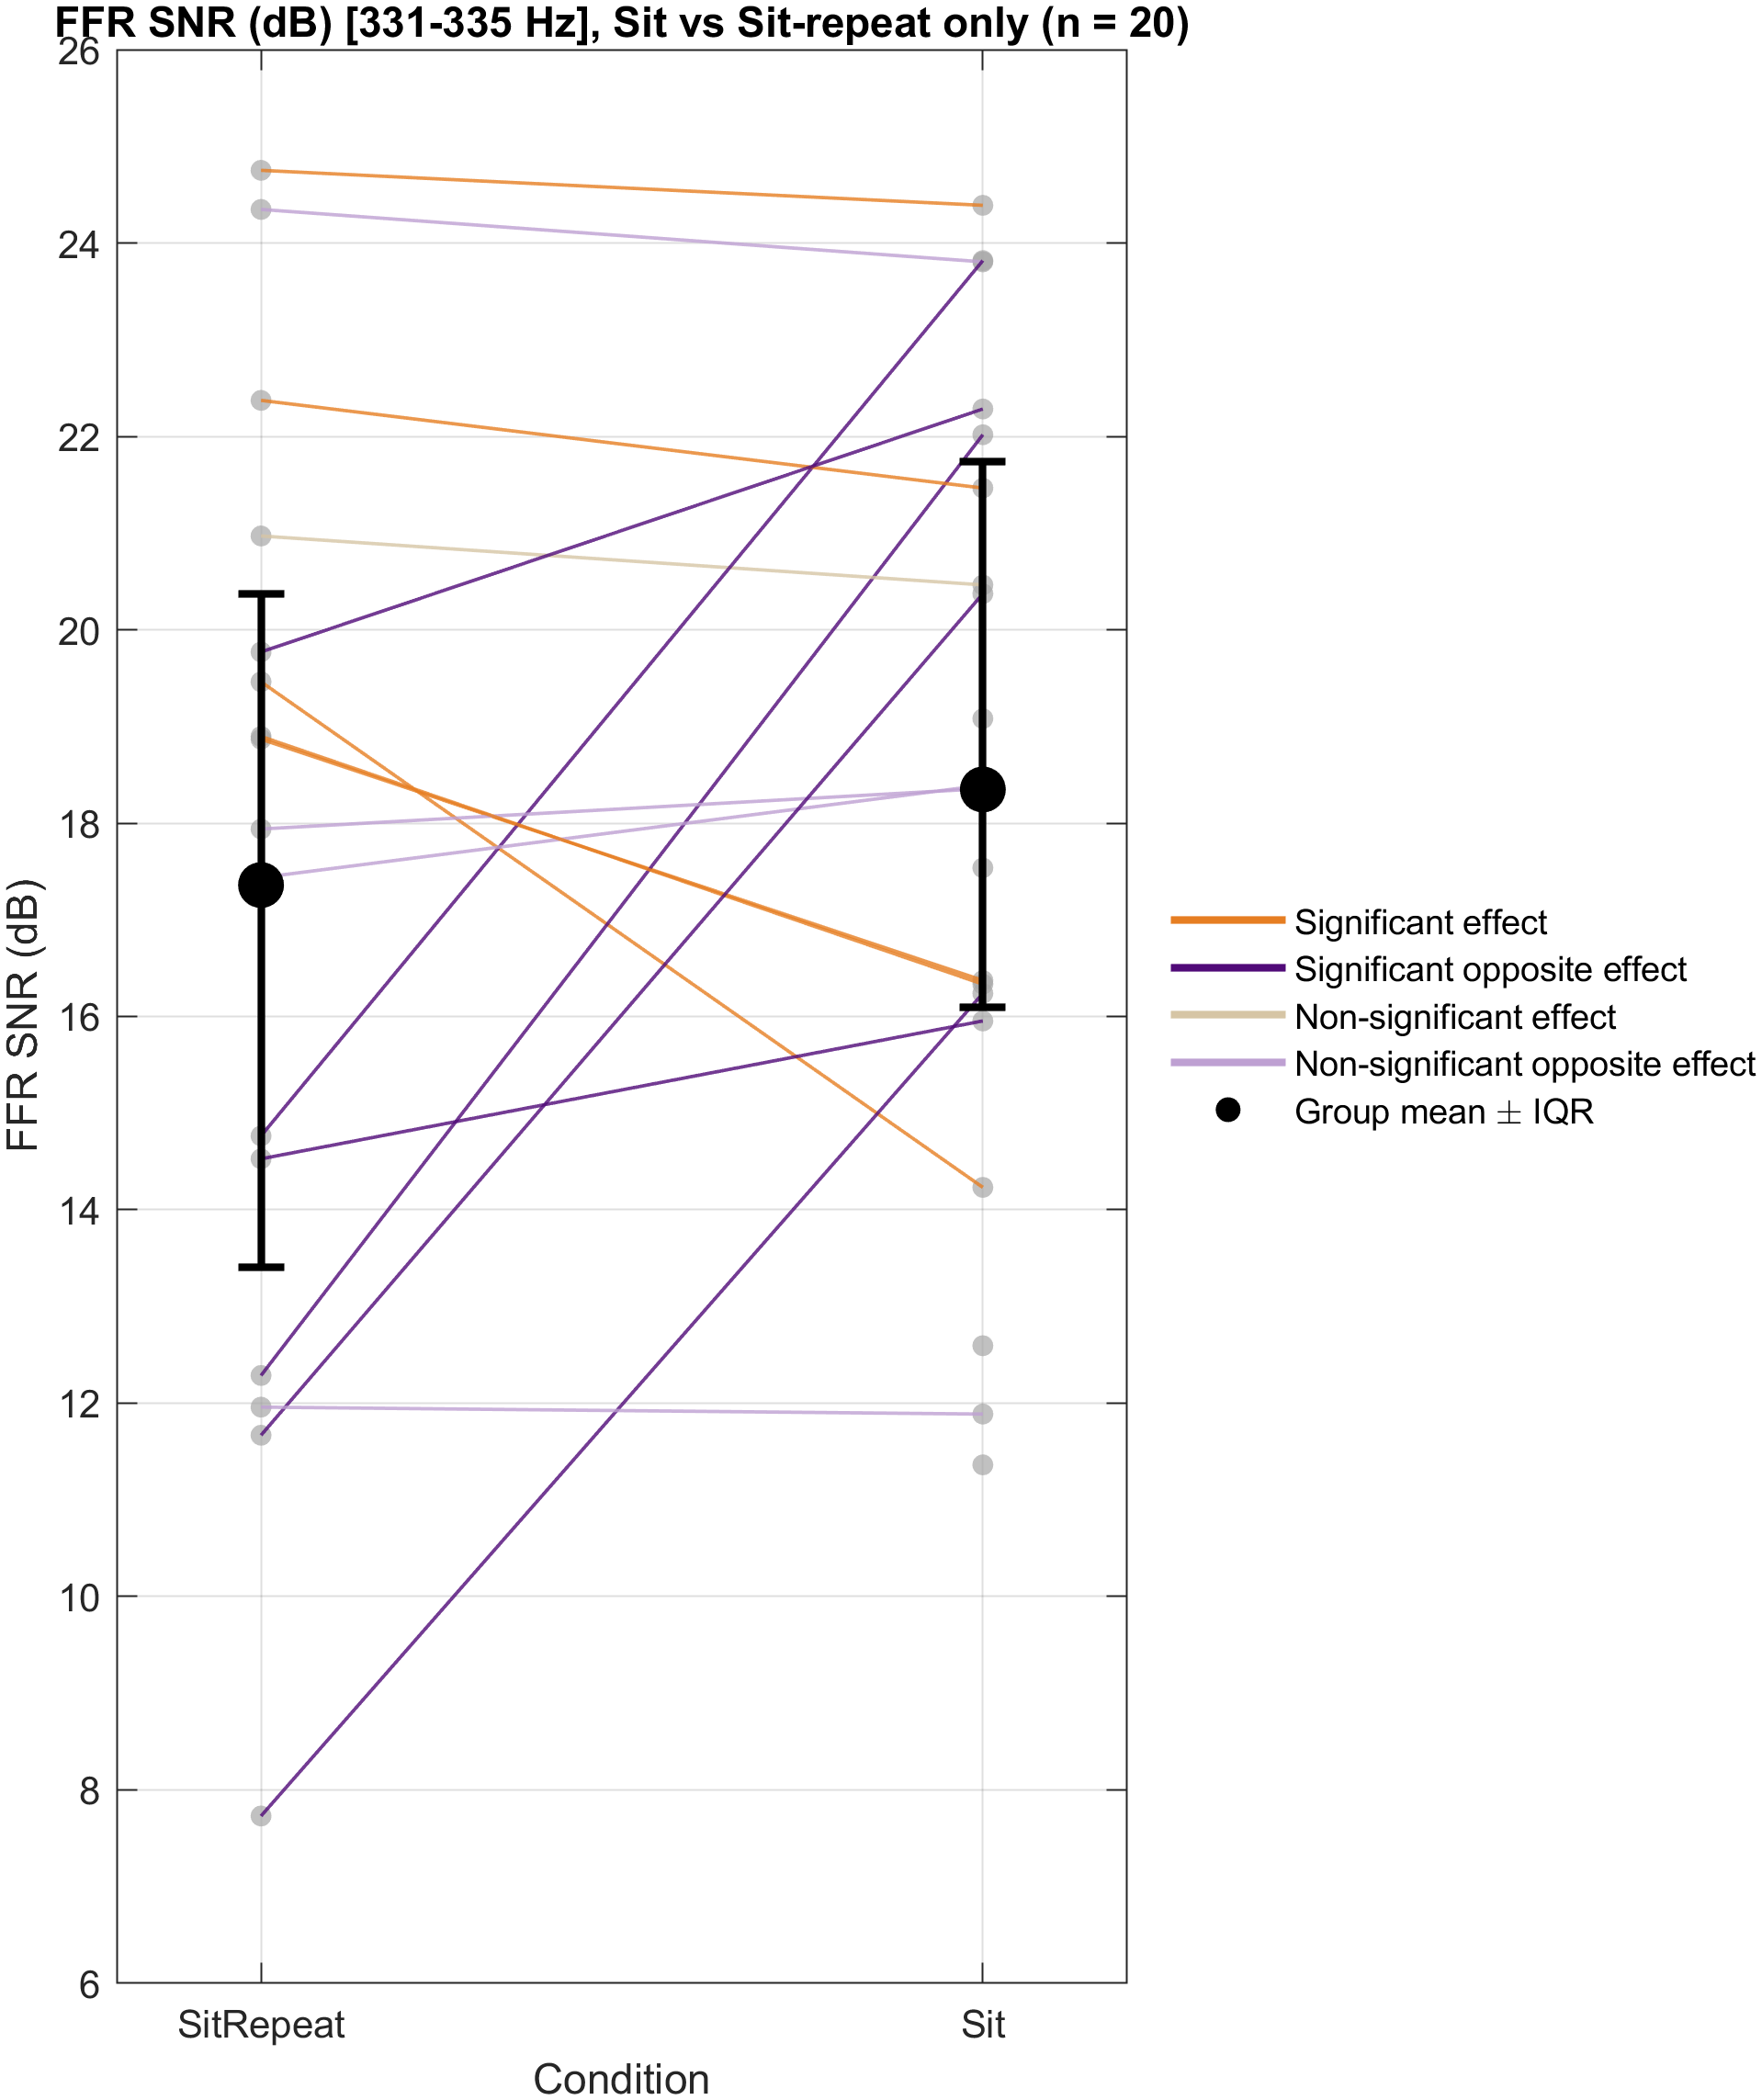 FFR SNR (dB) [331-335 Hz], Sit vs Sit-repeat only (n = 20)
26
24
22
20
18
16
14
12
10
8
6
FFR SNR (dB)
SitRepeat
Sit
Condition
Significant effect
Significant opposite effect
Non-significant effect
Non-significant opposite effect
Group mean ± IQR